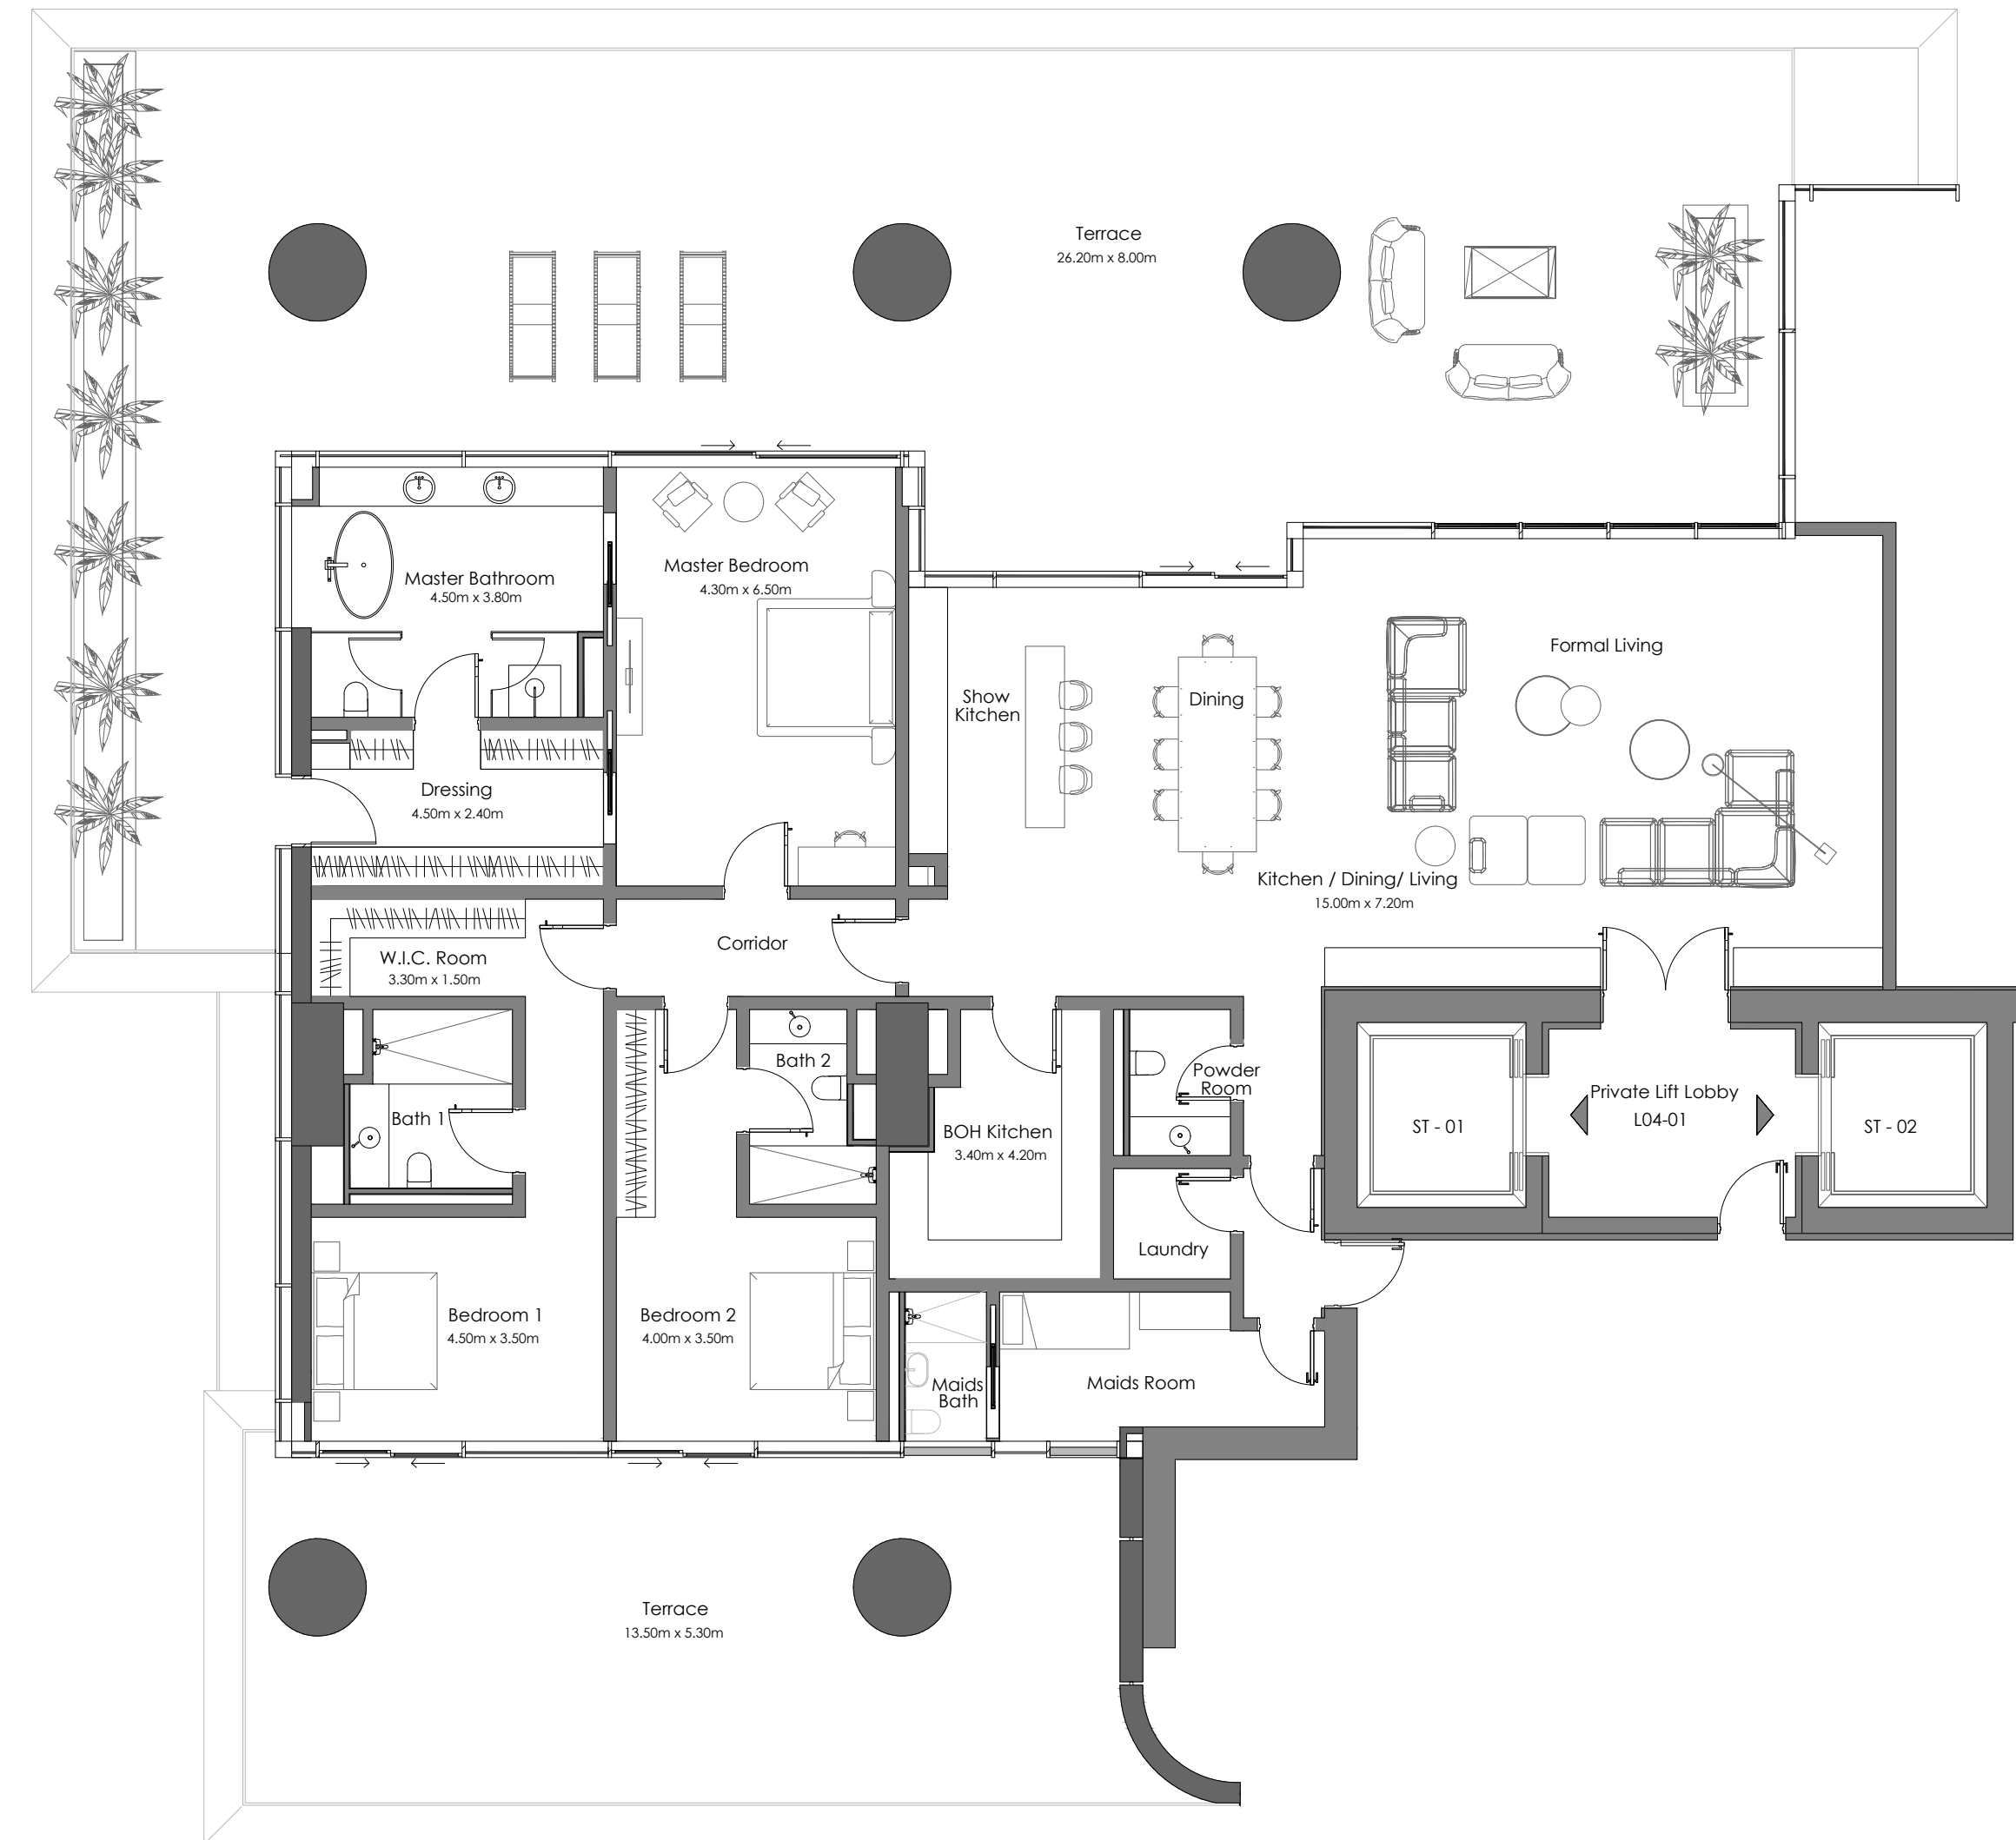 Terrace
26.20m x 8.00m
Master Bedroom
4.30m x 6.50m
Master Bathroom
4.50m x 3.80m
Formal Living
Show
Kitchen
Dining
Dressing
4.50m x 2.40m
Kitchen / Dining/ Living
15.00m x 7.20m
Corridor
W.I.C. Room
3.30m x 1.50m
Bath 2
Powder
Room
Private Lift Lobby
L04-01
Bath 1
BOH Kitchen
3.40m x 4.20m
ST - 01
ST - 02
Laundry
Bedroom 1
4.50m x 3.50m
Bedroom 2
4.00m x 3.50m
Maids
Bath
Maids Room
Terrace
13.50m x 5.30m